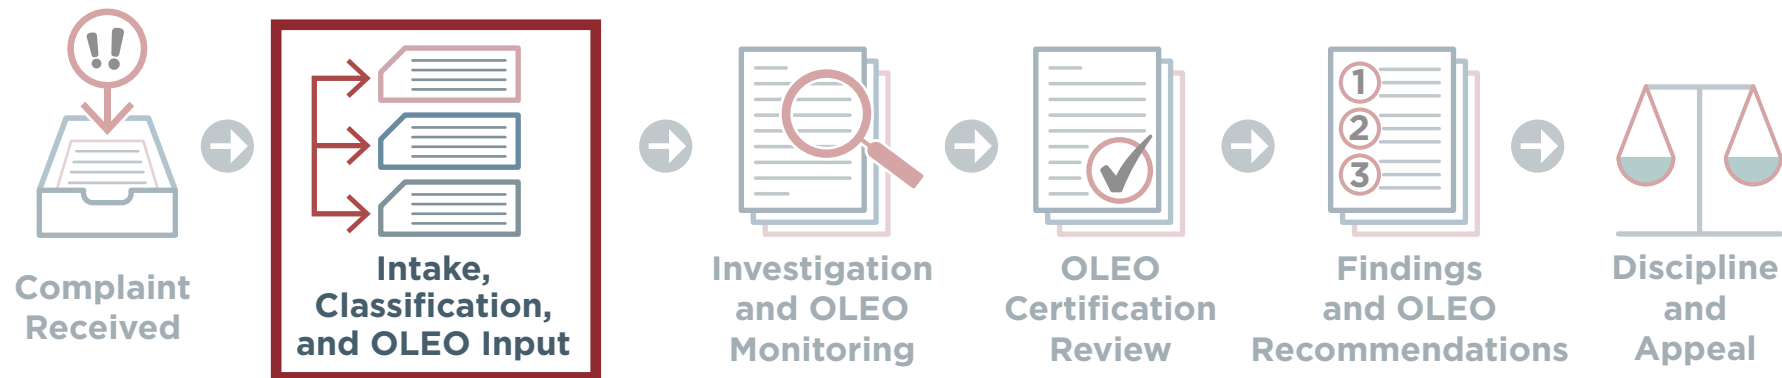 !!
Complaint
Received
Intake,
Classification,
and OLEO Input
Investigation
and OLEO
Monitoring
OLEO
Certification
Review
1
2
3
Findings
and OLEO
Recommendations
Discipline
and
Appeal